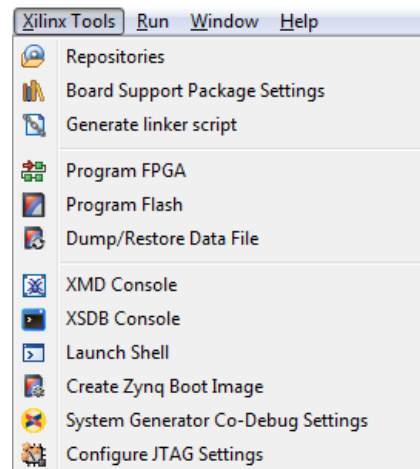 Xilinx Tools Run Window Help
Repositories
Board Support Package Settings
Generate linker script
Program FPGA
Program Flash
Dump/Restore Data File
XMD Console
XSDB Console
Launch Shell
Create Zynq Boot Image
System Generator Co-Debug Settings
Configure JTAG Settings